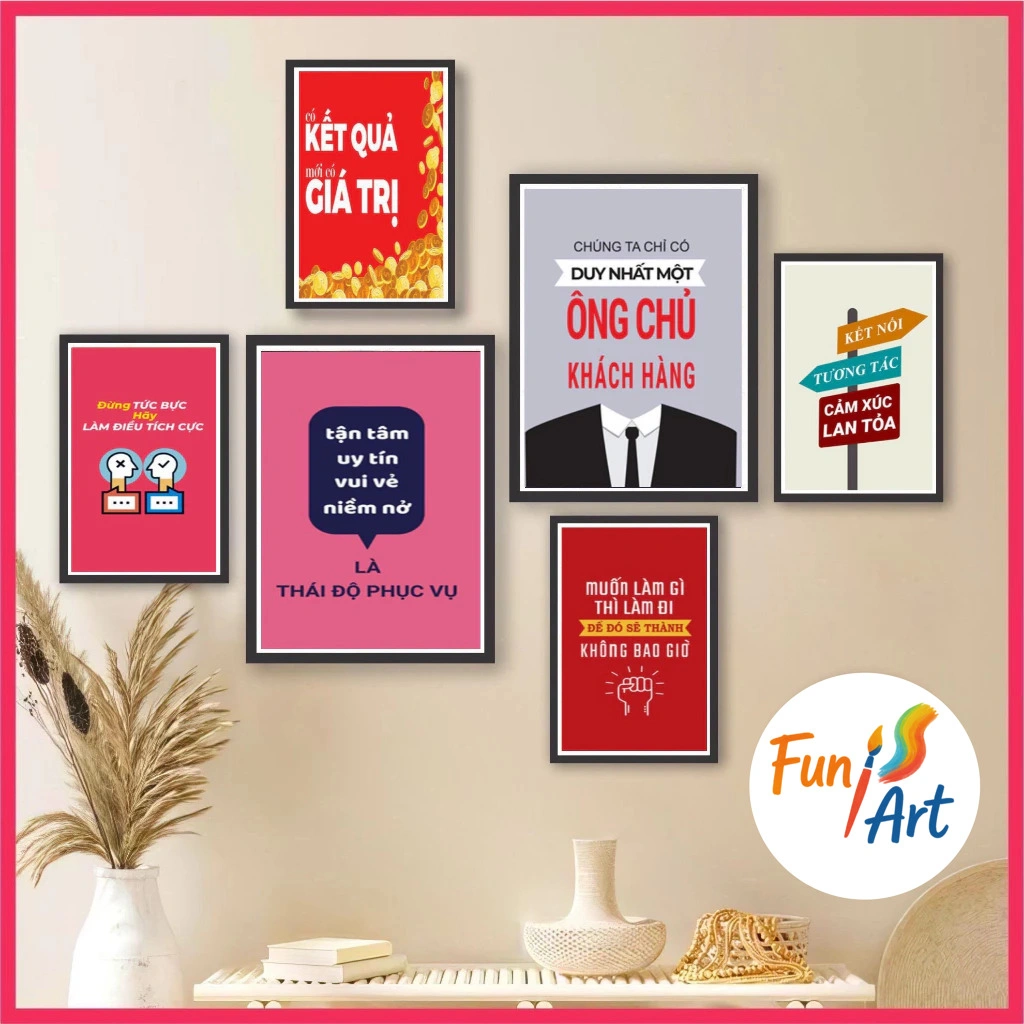 có
KẾT QUẢ
mới có
GIÁ TRỊ
CHÚNG TA CHỈ CÓ
DUY NHẤT MỘT
ÔNG CHỦ
KHÁCH HÀNG
KẾT NỐI
TƯƠNG TÁC
CẢM XÚC
LAN TỎA
Đừng TỨC BỰC
Hãy
LÀM ĐIỀU TÍCH CỰC
tận tâm
uy tín
vui vẻ
niềm nở
LÀ
THÁI ĐỘ PHỤC VỤ
MUỐN LÀM GÌ
THÌ LÀM ĐI
ĐỂ ĐÓ SẼ THÀNH
KHÔNG BAO GIỜ
Fun
Art